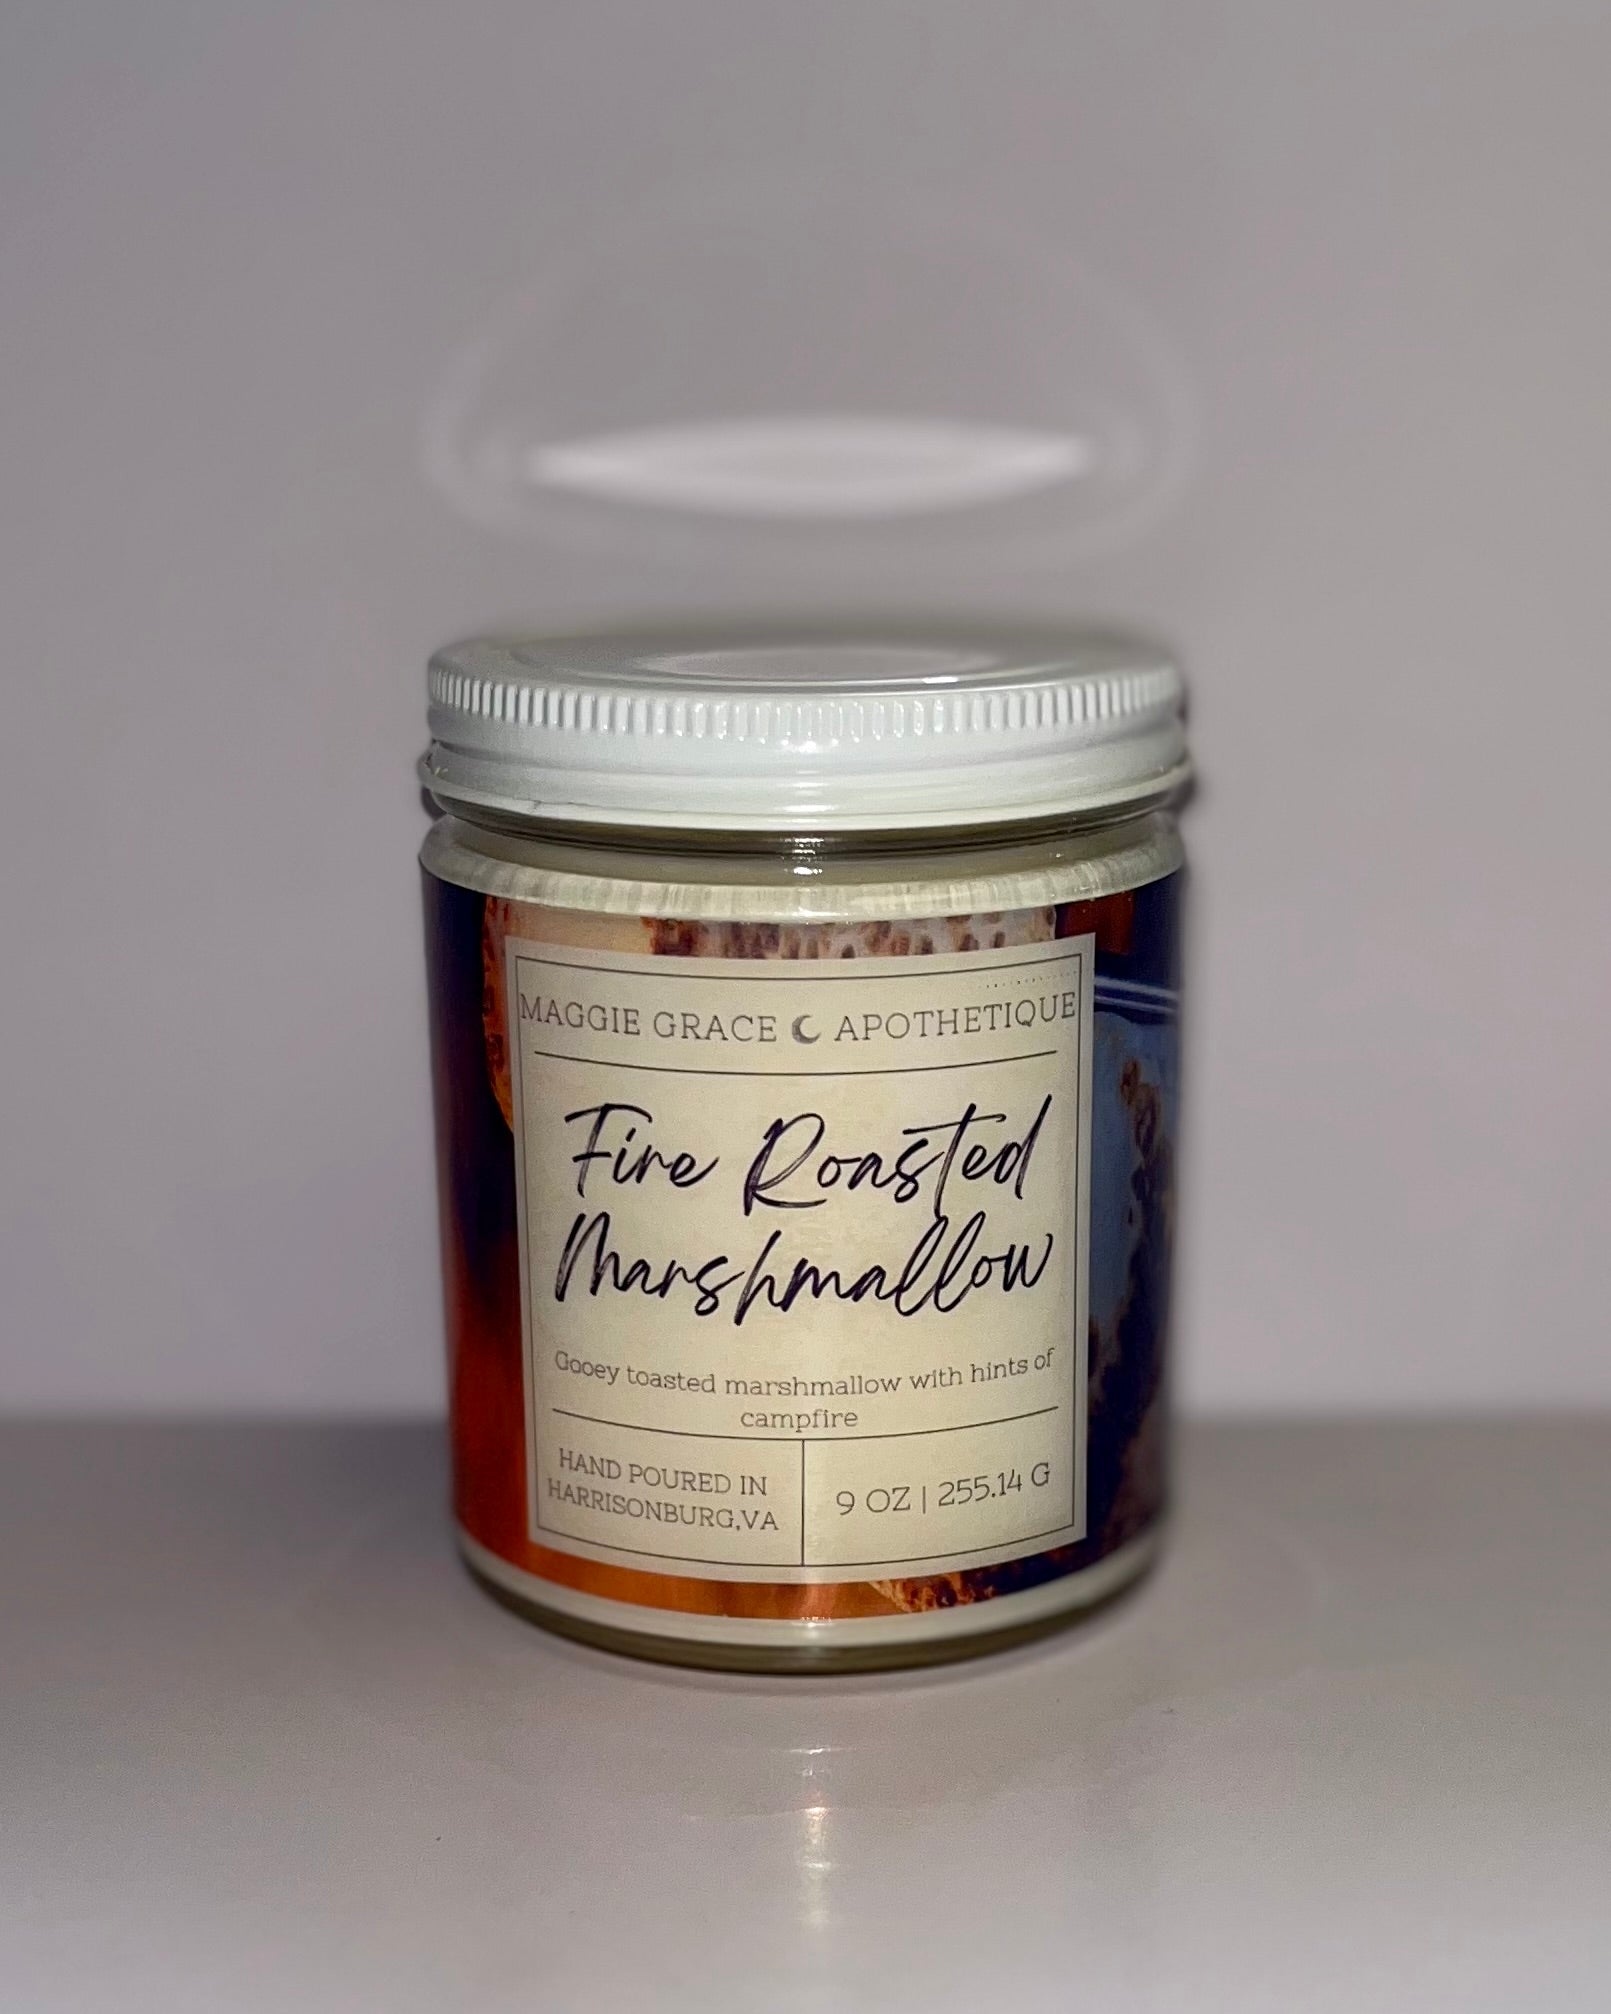 MAGGIE GRACE APOTHETIQUE
Fire Roasted
Marshmallow
Gooey toasted marshmallow with hints of
campfire
HAND POURED IN
HARRISONBURG,VA
9 OZ | 255.14 G